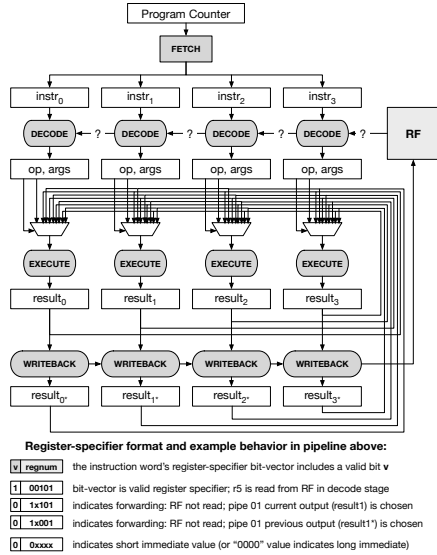 Program Counter
FETCH
instr0 instr1 instr2 instr3
DECODE ? DECODE ? DECODE ? DECODE ? RF
op, args op, args op, args op, args
EXECUTE EXECUTE EXECUTE EXECUTE
result0 result1 result2 result3
WRITEBACK WRITEBACK WRITEBACK WRITEBACK
result0* result1* result2* result3*
Register-specifier format and example behavior in pipeline above:
v regnum the instruction word's register-specifier bit-vector includes a valid bit v
1 00101 bit-vector is valid register specifier; r5 is read from RF in decode stage
0 1x101 indicates forwarding: RF not read; pipe 01 current output (result1) is chosen
0 1x001 indicates forwarding: RF not read; pipe 01 previous output (result1*) is chosen
0 0xxxx indicates short immediate value (or "0000" value indicates long immediate)